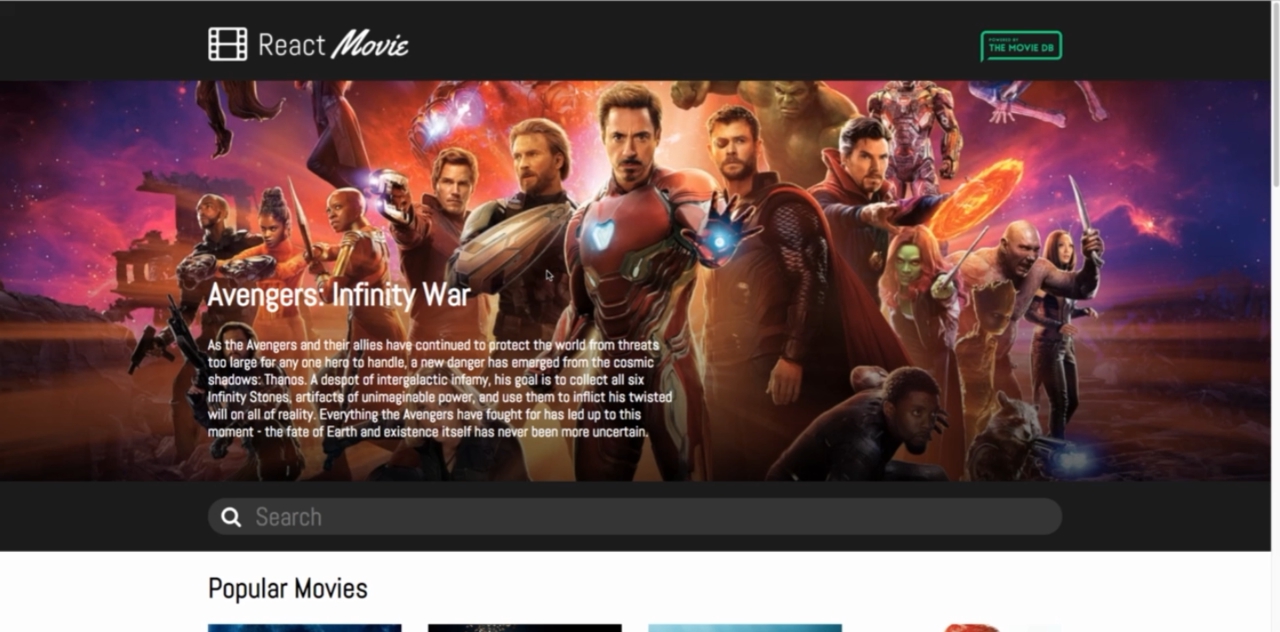 React Movie
POWERED BY
THE MOVIE DB
Avengers: Infinity War
As the Avengers and their allies have continued to protect the world from threats
too large for any one hero to handle, a new danger has emerged from the cosmic
shadows: Thanos. A despot of intergalactic infamy, his goal is to collect all six
Infinity Stones, artifacts of unimaginable power, and use them to inflict his twisted
will on all of reality. Everything the Avengers have fought for has led up to this
moment - the fate of Earth and existence itself has never been more uncertain.
Search
Popular Movies